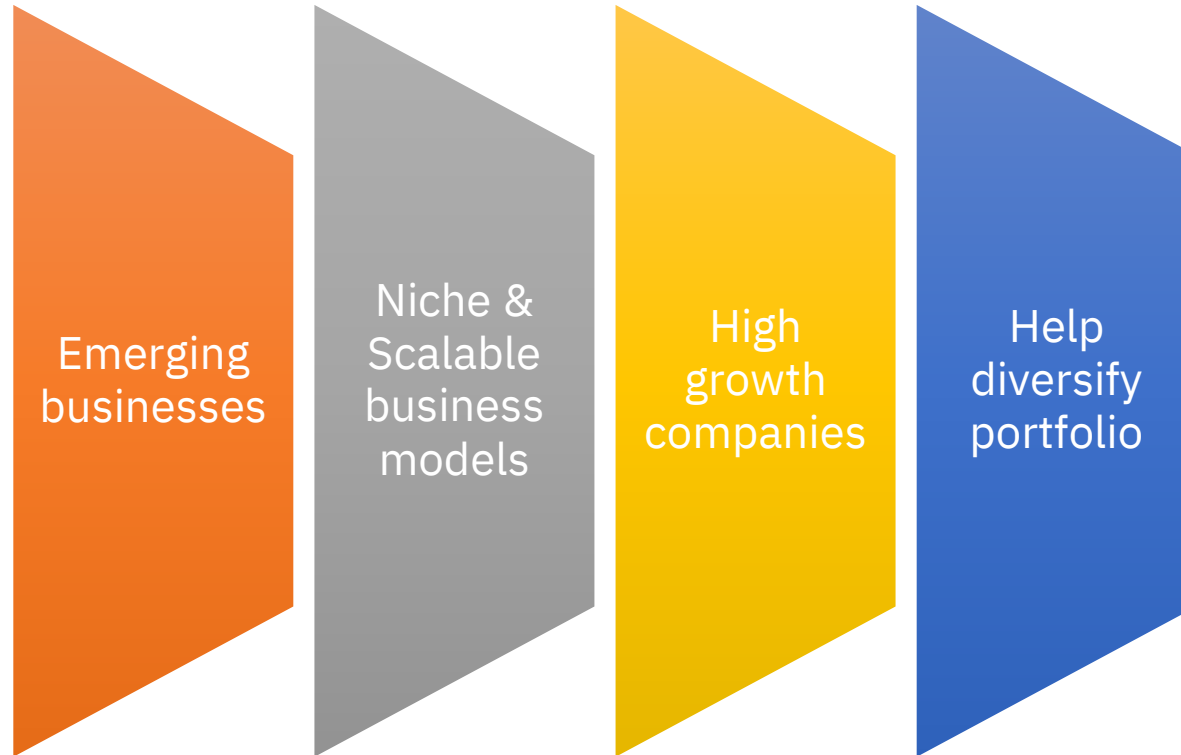 Emerging
businesses
Niche &
Scalable
business
models
High
growth
companies
Help
diversify
portfolio